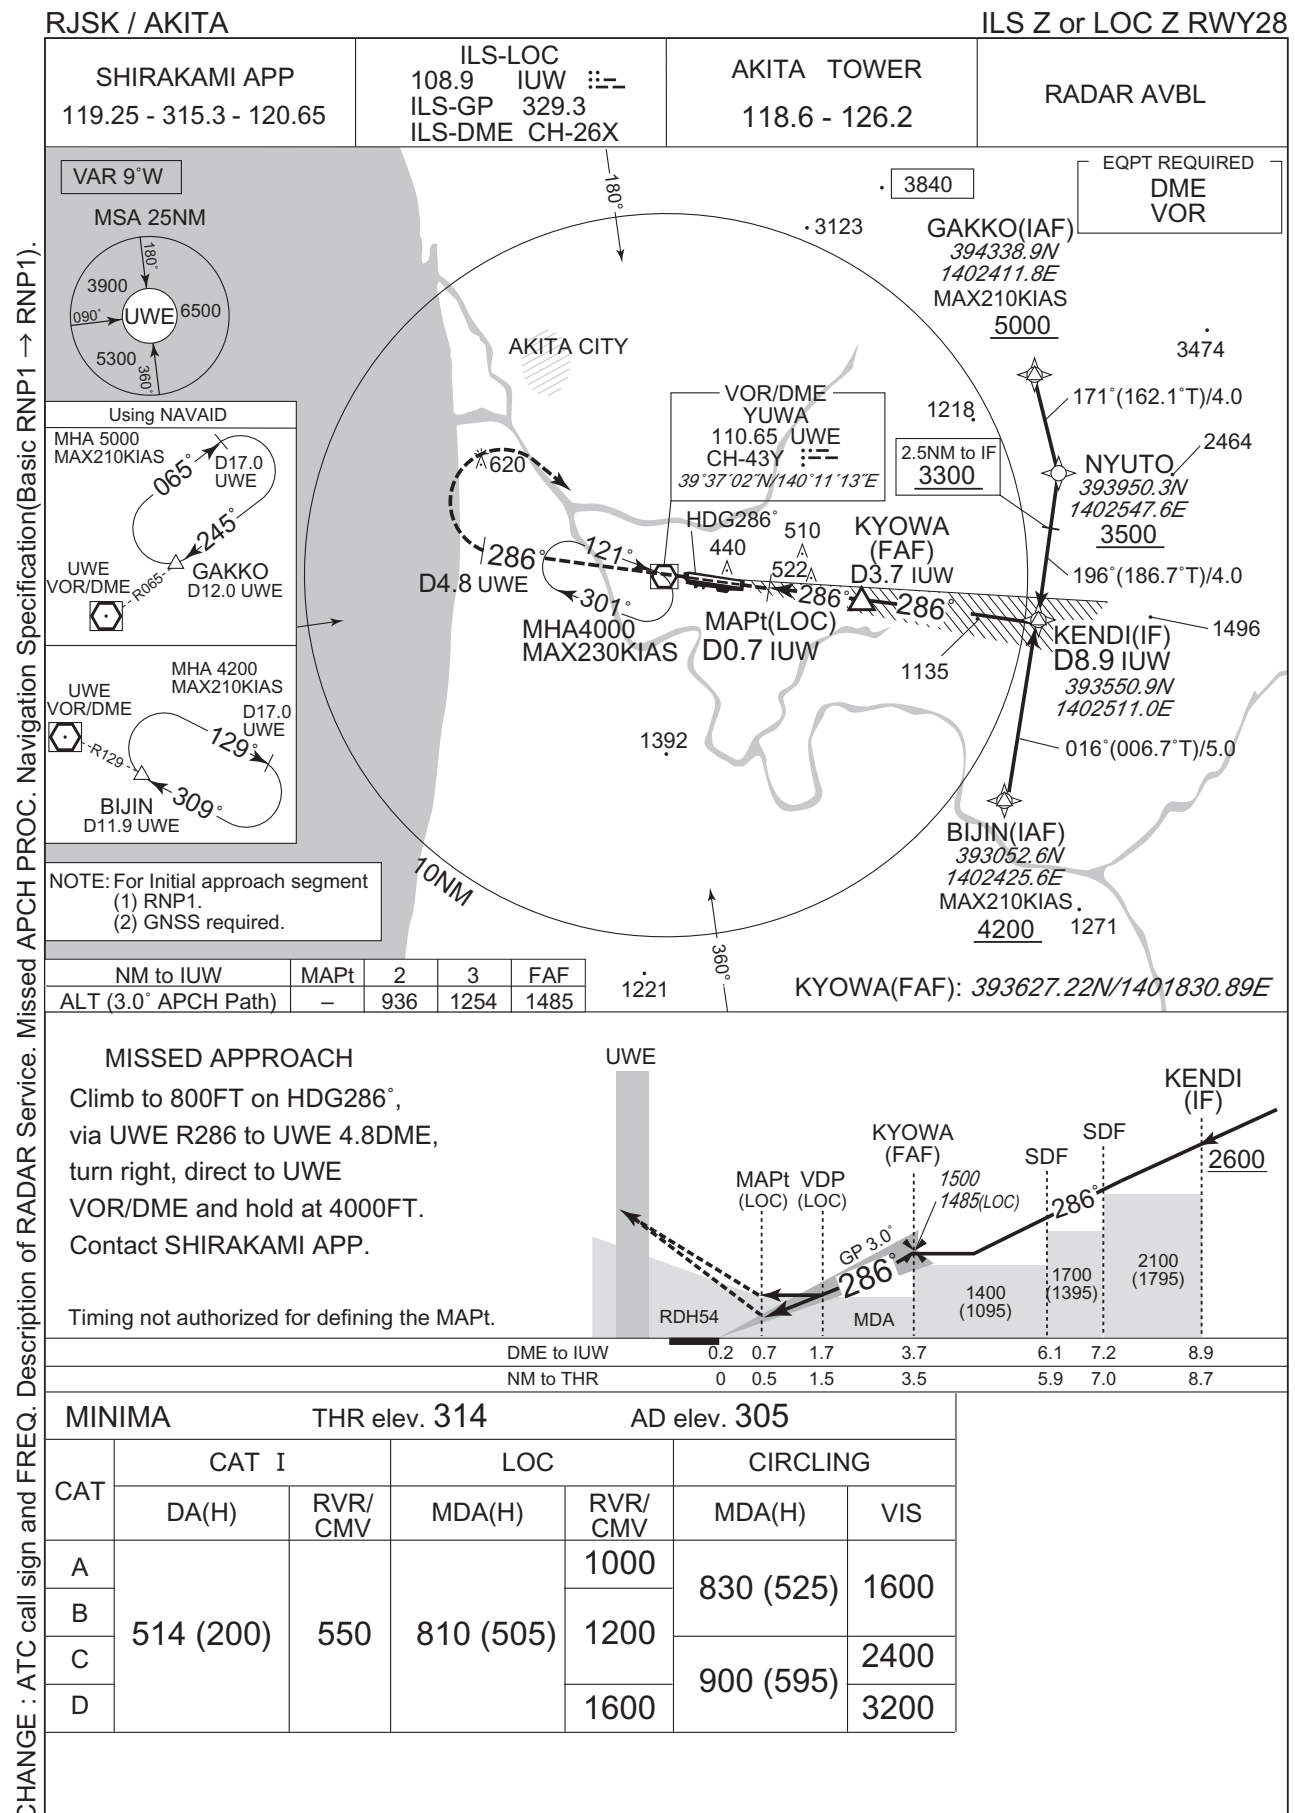 RJSK / AKITA
ILS Z or LOC Z RWY28
SHIRAKAMI APP
119.25 - 315.3 - 120.65
ILS-LOC
108.9 IUW
ILS-GP 329.3
ILS-DME CH-26X
AKITA TOWER
118.6 - 126.2
RADAR AVBL
VAR 9°W
MSA 25NM
180°
3900
090°
UWE
6500
5300
360°
180°
3840
3123
EQPT REQUIRED
DME
VOR
GAKKO(IAF)
394338.9N
1402411.8E
MAX210KIAS
5000
3474
AKITA CITY
171°(162.1°T)/4.0
VOR/DME
YUWA
110.65 UWE
CH-43Y
39°37′02″N/140°11′13″E
1218
2464
2.5NM to IF
3300
NYUTO
393950.3N
1402547.6E
3500
Using NAVAID
MHA 5000
MAX210KIAS
065°
D17.0
UWE
245°
UWE
VOR/DME
R065
GAKKO
D12.0 UWE
620
HDG286°
510
440
522
KYOWA
(FAF)
D3.7 IUW
196°(186.7°T)/4.0
286°
D4.8 UWE
121°
301°
MHA4000
MAX230KIAS
286°
286°
MAPt(LOC)
D0.7 IUW
1135
KENDI(IF)
D8.9 IUW
393550.9N
1402511.0E
1496
MHA 4200
MAX210KIAS
UWE
VOR/DME
D17.0
UWE
129°
R129
309°
BIJIN
D11.9 UWE
1392
016°(006.7°T)/5.0
BIJIN(IAF)
393052.6N
1402425.6E
MAX210KIAS
4200
1271
10NM
NOTE: For Initial approach segment
(1) RNP1.
(2) GNSS required.
360°
1221
KYOWA(FAF): 393627.22N/1401830.89E
NM to IUW MAPt 2 3 FAF
ALT (3.0° APCH Path) – 936 1254 1485
MISSED APPROACH
Climb to 800FT on HDG286°,
via UWE R286 to UWE 4.8DME,
turn right, direct to UWE
VOR/DME and hold at 4000FT.
Contact SHIRAKAMI APP.
Timing not authorized for defining the MAPt.
UWE
KENDI
(IF)
2600
SDF
SDF
KYOWA
(FAF)
1500
1485(LOC)
MAPt
(LOC)
VDP
(LOC)
286°
GP 3.0°
286°
RDH54
MDA
1400
(1095)
1700
(1395)
2100
(1795)
DME to IUW 0.2 0.7 1.7 3.7 6.1 7.2 8.9
NM to THR 0 0.5 1.5 3.5 5.9 7.0 8.7
MINIMA THR elev. 314 AD elev. 305
CAT
CAT I
LOC
CIRCLING
DA(H)
RVR/
CMV
MDA(H)
RVR/
CMV
MDA(H)
VIS
A
B
C
D
514 (200)
550
810 (505)
1000
1200
1600
830 (525)
900 (595)
1600
2400
3200
CHANGE : ATC call sign and FREQ. Description of RADAR Service. Missed APCH PROC. Navigation Specification(Basic RNP1 → RNP1).